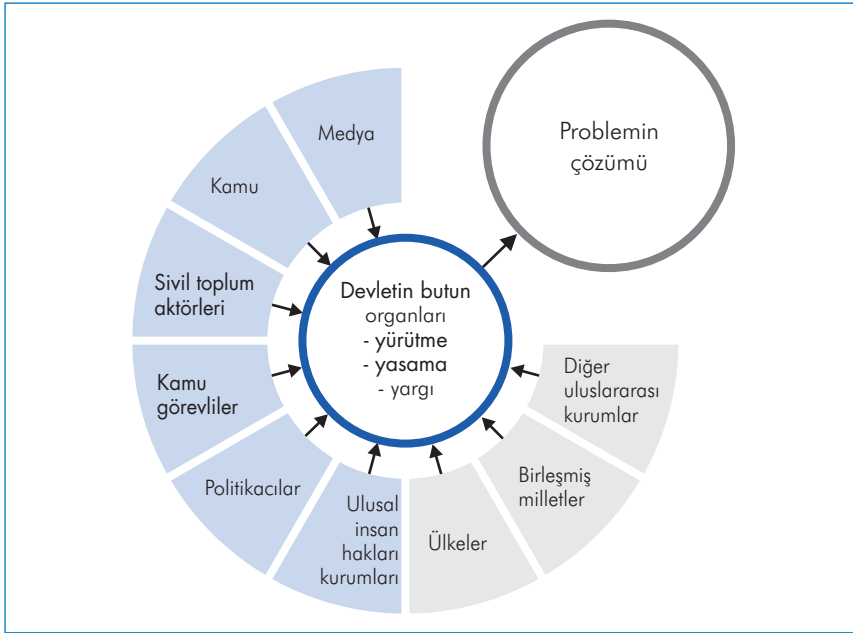 Medya
Kamu
Sivil toplum
aktörleri
Kamu
görevliler
Politikacılar
Ulusal
insan
hakları
kurumları
Ülkeler
Birleşmiş
milletler
Diğer
uluslararası
kurumlar
Devletin butun
organları
- yürütme
- yasama
- yargı
Problemin
çözümü